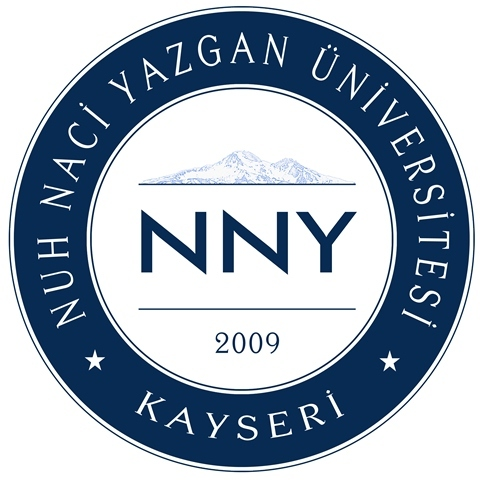 NUH NACİ YAZGAN ÜNİVERSİTESİ
NNY
2009
KAYSERİ